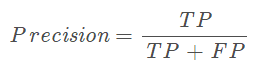 Precision = TP / (TP + FP)